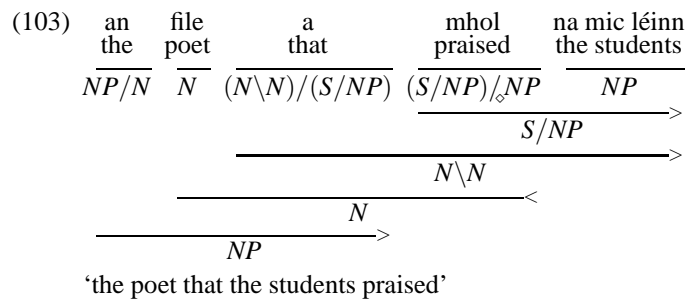 (103) an file a mhol na mic léinn
the poet that praised the students
NP/N N (N\N)/(S/NP) (S/NP)/⋄NP NP
>
S/NP
>
N\N
<
N
>
NP
‘the poet that the students praised’